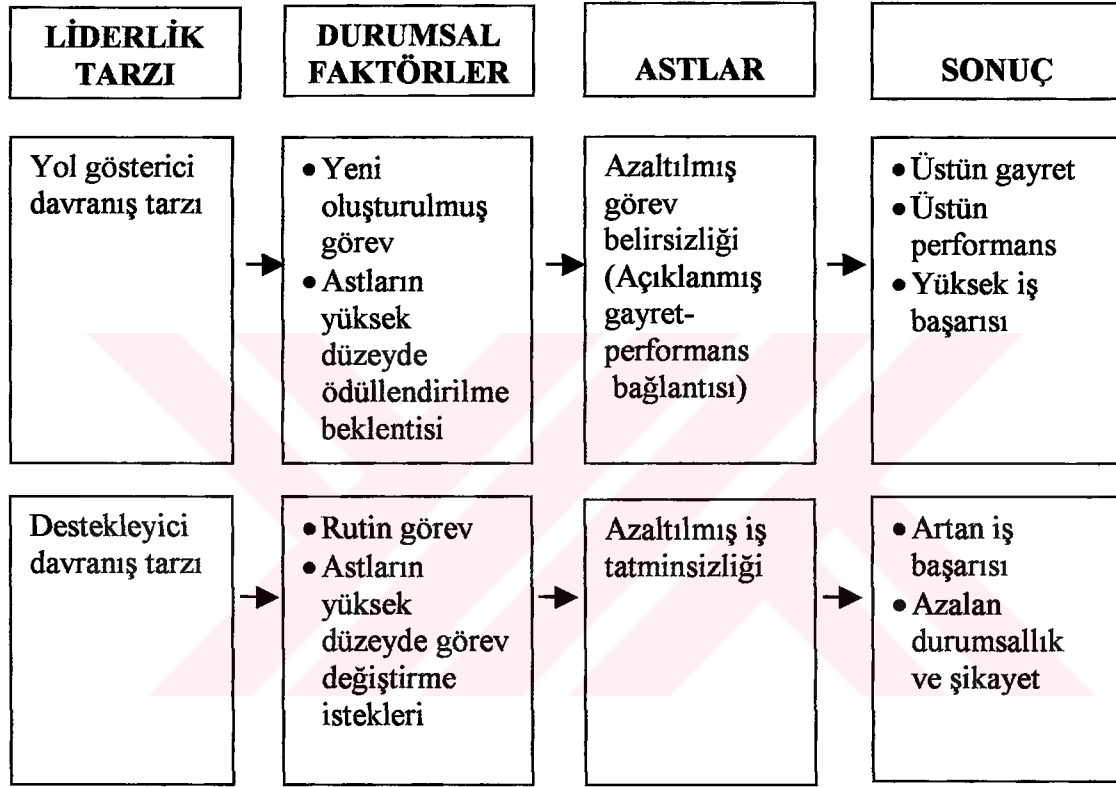 LİDERLİK
TARZI
DURUMSAL
FAKTÖRLER
ASTLAR
SONUÇ
Yol gösterici
davranış tarzı
• Yeni
oluşturulmuş
görev
• Astların
yüksek
düzeyde
ödüllendirilme
beklentisi
Azaltılmış
görev
belirsizliği
(Açıklanmış
gayret-
performans
bağlantısı)
• Üstün gayret
• Üstün
performans
• Yüksek iş
başarısı
Destekleyici
davranış tarzı
• Rutin görev
• Astların
yüksek
düzeyde görev
değiştirme
istekleri
Azaltılmış iş
tatminsizliği
• Artan iş
başarısı
• Azalan
durumsallık
ve şikayet